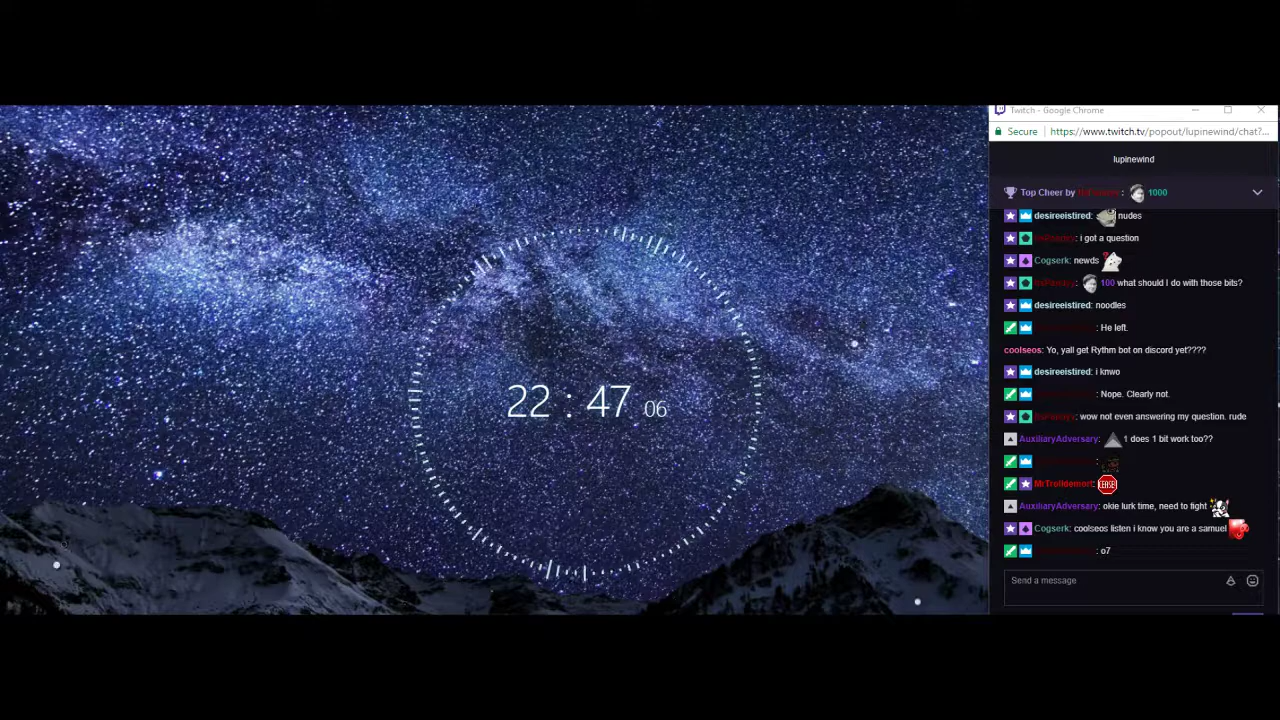 Twitch - Google Chrome
Secure https://www.twitch.tv/popout/lupinewind/chat?...
lupinewind
Top Cheer by : 1000
desireeistired: nudes
: i got a question
Cogserk: newds
: 100 what should I do with those bits?
desireeistired: noodles
: He left.
coolseos: Yo, yall get Rythm bot on discord yet????
desireeistired: i knwo
: Nope. Clearly not.
22 : 47 06
: wow not even answering my question. rude
AuxiliaryAdversary: 1 does 1 bit work too??
:
MrTrolldemort: CEASE
AuxiliaryAdversary: okie lurk time, need to fight
Cogserk: coolseos listen i know you are a samuel
: o7
Send a message